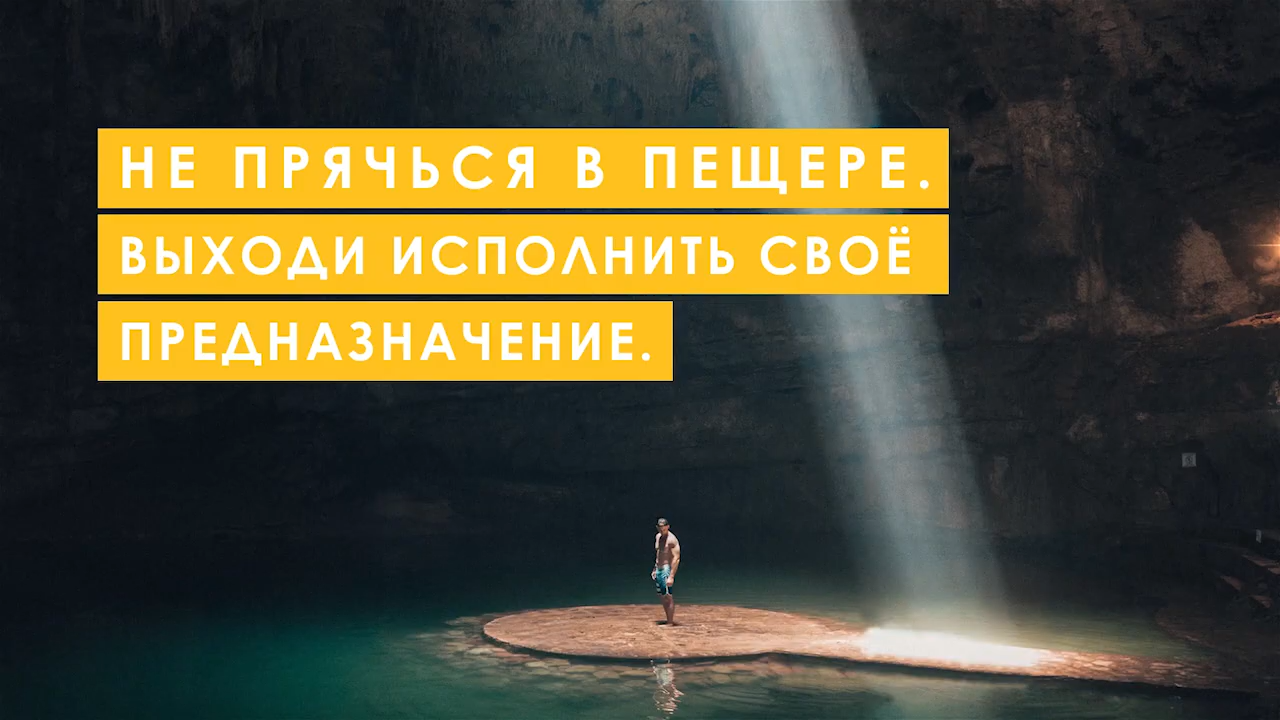 НЕ ПРЯЧЬСЯ В ПЕЩЕРЕ.
ВЫХОДИ ИСПОЛНИТЬ СВОЁ
ПРЕДНАЗНАЧЕНИЕ.